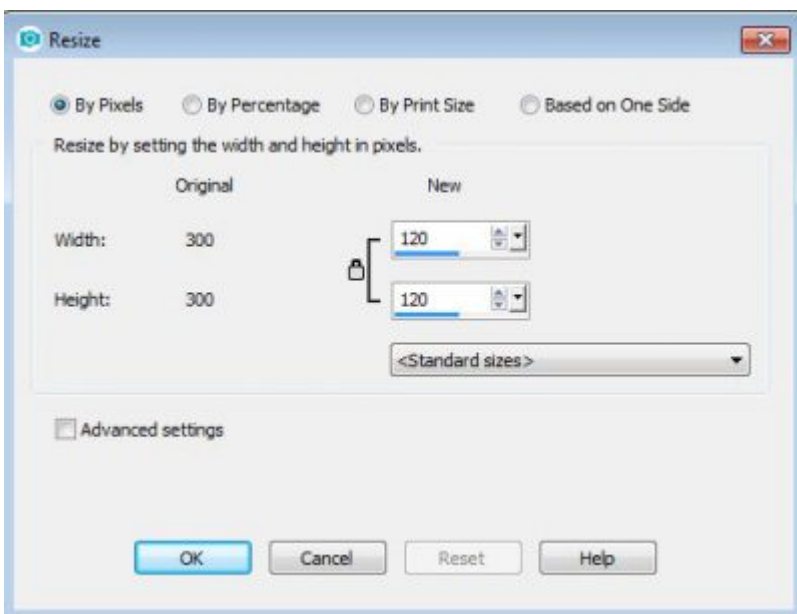 Resize
By Pixels By Percentage By Print Size Based on One Side
Resize by setting the width and height in pixels.
Original New
Width: 300 120
Height: 300 120
<Standard sizes>
Advanced settings
OK Cancel Reset Help